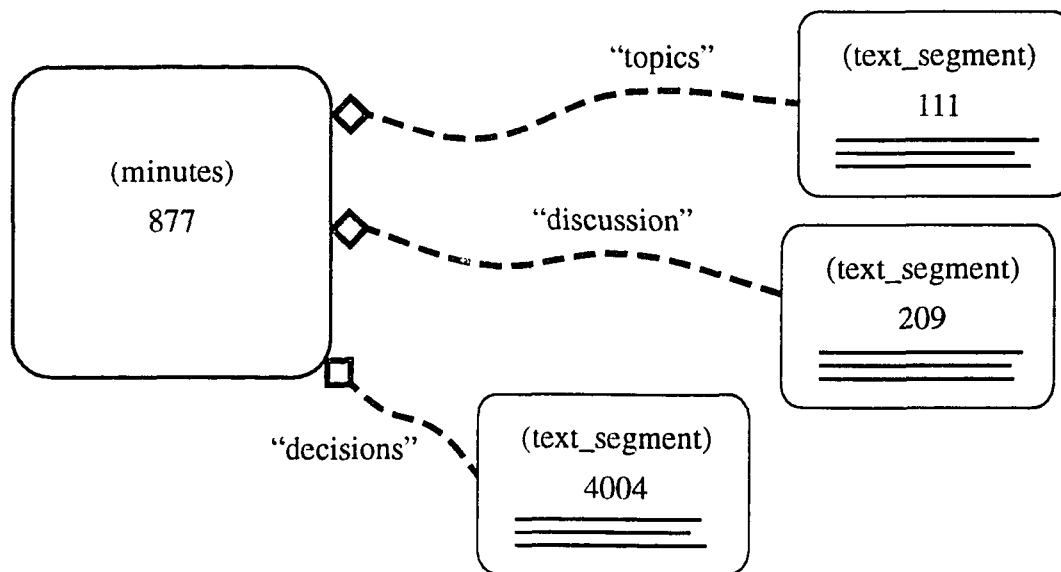 “topics”
(text_segment)
111
(minutes)
877
“discussion”
(text_segment)
209
“decisions”
(text_segment)
4004